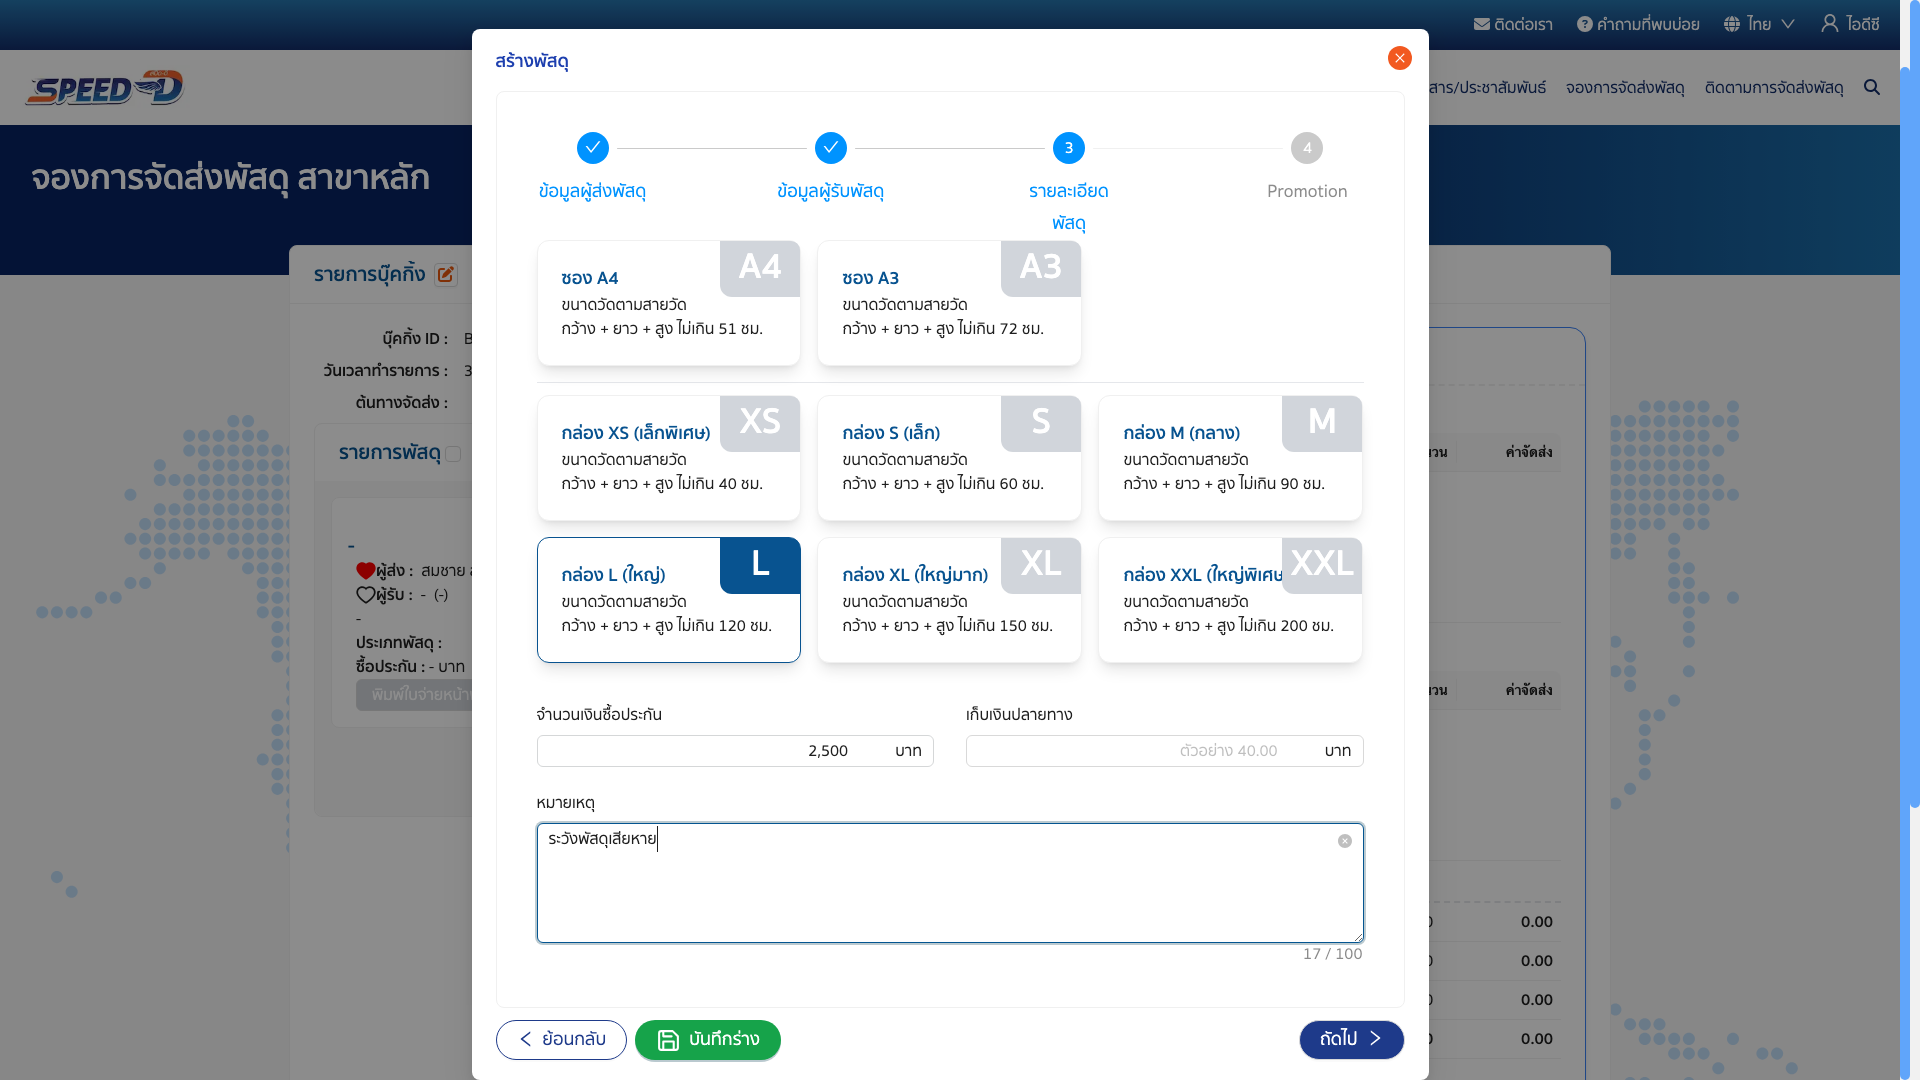 ติดต่อเรา
คำถามที่พบบ่อย
ไทย
ไอดีซี
SPEED-D
สาร/ประชาสัมพันธ์
จองการจัดส่งพัสดุ
ติดตามการจัดส่งพัสดุ
จองการจัดส่งพัสดุ สาขาหลัก
รายการบุ๊คกิ้ง
บุ๊คกิ้ง ID :
วันเวลาทำรายการ : 3
ต้นทางจัดส่ง :
รายการพัสดุ
-
ผู้ส่ง : สมชาย
ผู้รับ : - (-)
-
ประเภทพัสดุ :
ซื้อประกัน : - บาท
พิมพ์ใบจ่ายหน้า
สร้างพัสดุ
ข้อมูลผู้ส่งพัสดุ
ข้อมูลผู้รับพัสดุ
3
รายละเอียด
พัสดุ
4
Promotion
ซอง A4
A4
ขนาดวัดตามสายวัด
กว้าง + ยาว + สูง ไม่เกิน 51 ซม.
ซอง A3
A3
ขนาดวัดตามสายวัด
กว้าง + ยาว + สูง ไม่เกิน 72 ซม.
กล่อง XS (เล็กพิเศษ)
XS
ขนาดวัดตามสายวัด
กว้าง + ยาว + สูง ไม่เกิน 40 ซม.
กล่อง S (เล็ก)
S
ขนาดวัดตามสายวัด
กว้าง + ยาว + สูง ไม่เกิน 60 ซม.
กล่อง M (กลาง)
M
ขนาดวัดตามสายวัด
กว้าง + ยาว + สูง ไม่เกิน 90 ซม.
กล่อง L (ใหญ่)
L
ขนาดวัดตามสายวัด
กว้าง + ยาว + สูง ไม่เกิน 120 ซม.
กล่อง XL (ใหญ่มาก)
XL
ขนาดวัดตามสายวัด
กว้าง + ยาว + สูง ไม่เกิน 150 ซม.
กล่อง XXL (ใหญ่พิเศษ
XXL
ขนาดวัดตามสายวัด
กว้าง + ยาว + สูง ไม่เกิน 200 ซม.
จำนวนเงินซื้อประกัน
2,500 บาท
เก็บเงินปลายทาง
ตัวอย่าง 40.00 บาท
หมายเหตุ
ระวังพัสดุเสียหาย
17 / 100
ย้อนกลับ
บันทึกร่าง
ถัดไป
ค่าจัดส่ง
ค่าจัดส่ง
0.00
0.00
0.00
0.00